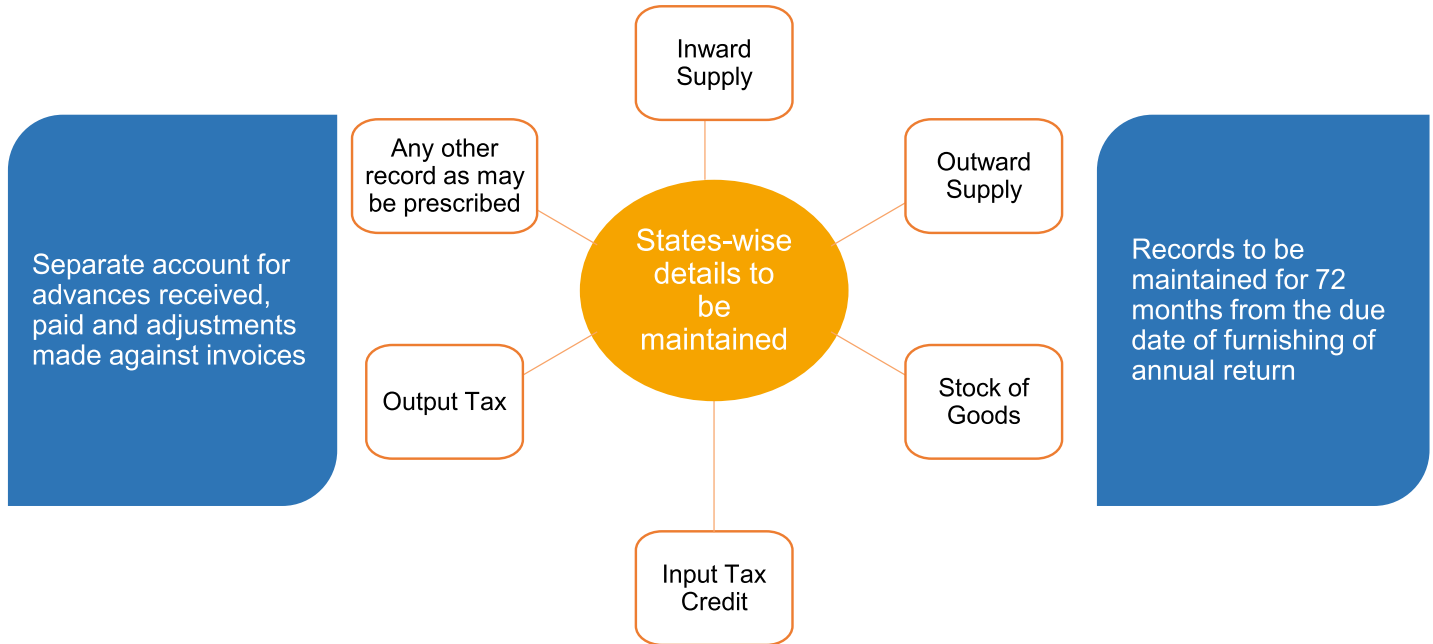 Inward
Supply
Any other
record as may
be prescribed
Outward
Supply
States-wise
details to
be
maintained
Separate account for
advances received,
paid and adjustments
made against invoices
Records to be
maintained for 72
months from the due
date of furnishing of
annual return
Output Tax
Stock of
Goods
Input Tax
Credit